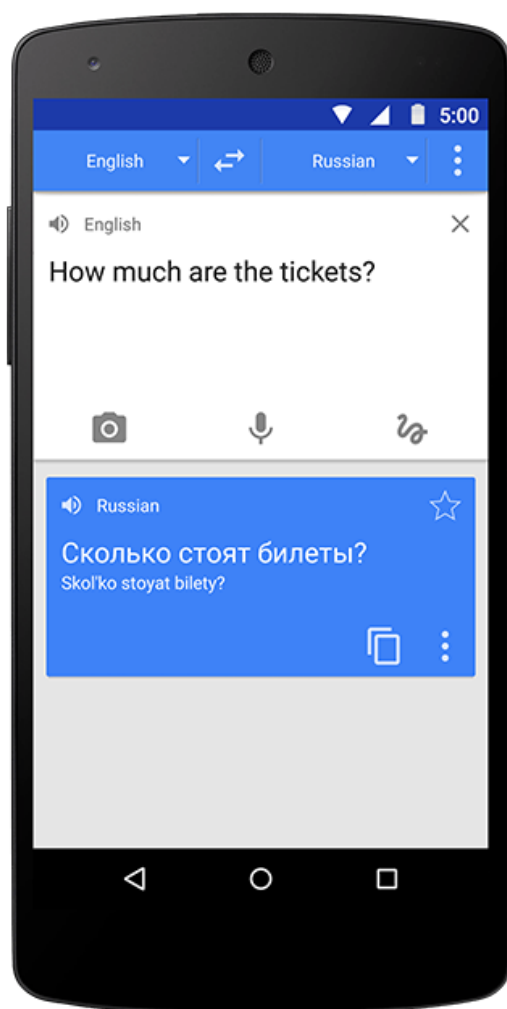 5:00
English Russian
English
How much are the tickets?
Russian
Сколько стоят билеты?
Skol'ko stoyat bilety?